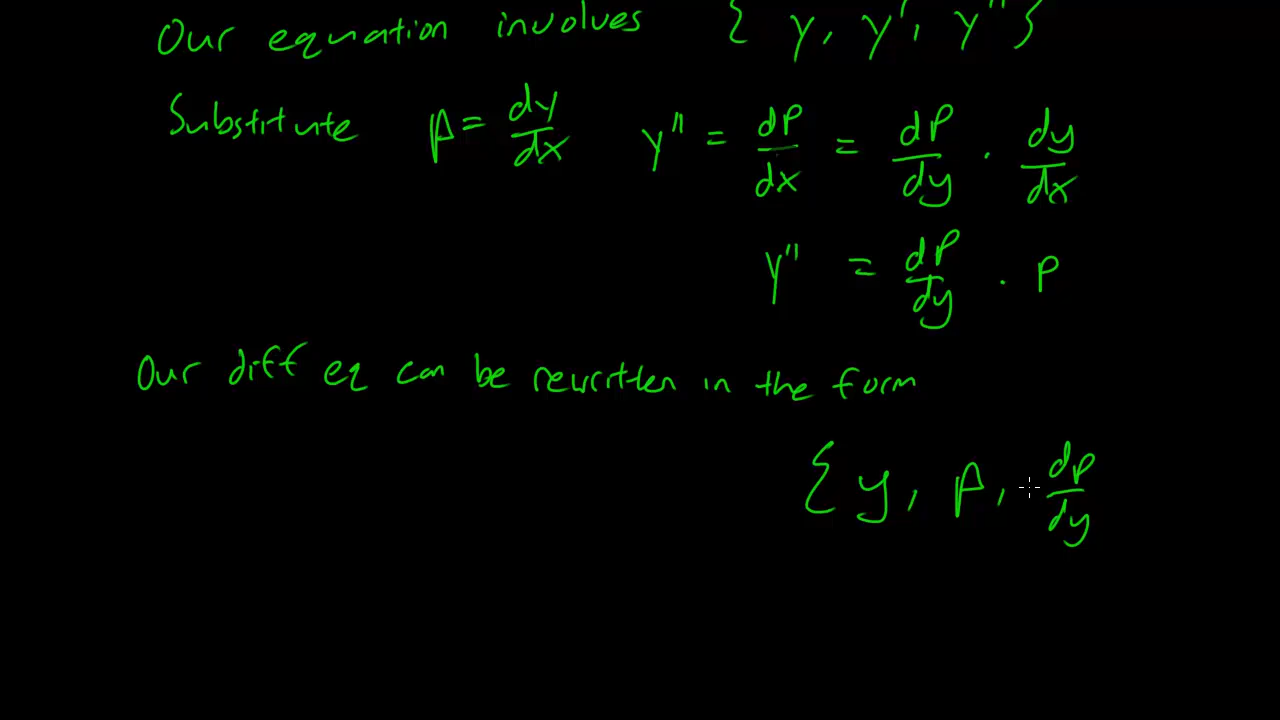 Our equation involves { y, y', y'' }
Substitute p = dy/dx y'' = dP/dx = dP/dy · dy/dx
y'' = dP/dy · P
Our diff eq can be rewritten in the form
{ y, p, dp/dy